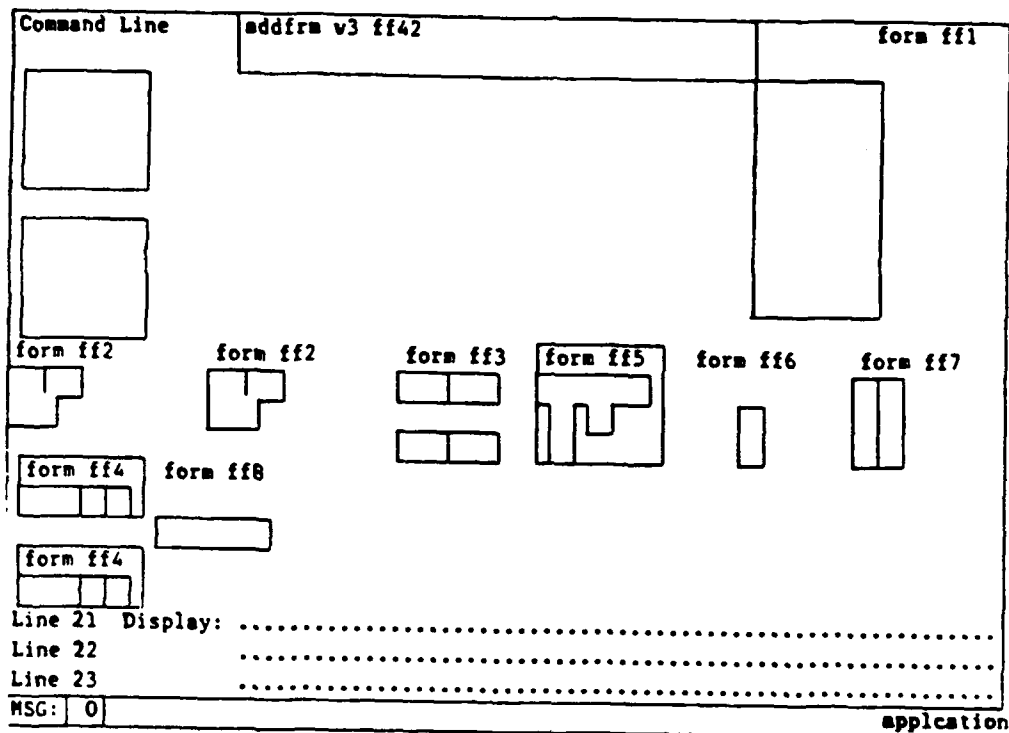 Command Line addfrm v3 ff42 form ff1
form ff2 form ff2 form ff3 form ff5 form ff6 form ff7
form ff4 form ff8
form ff4
Line 21 Display: ..............................................................
Line 22 ..............................................................
Line 23 ..............................................................
MSG: 0 applcation